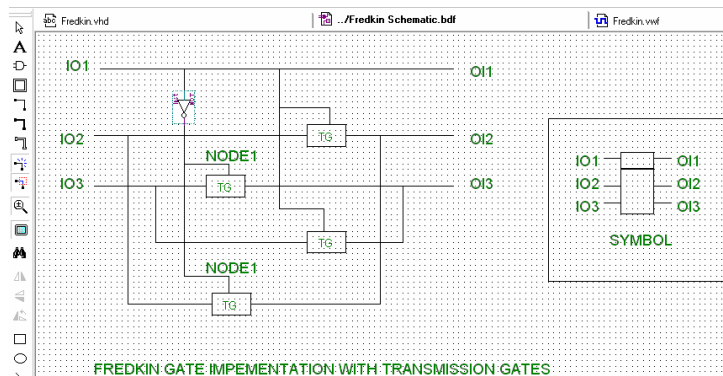 Fredkin.vhd ../Fredkin Schematic.bdf Fredkin.vwf
IO1 OI1
IO2 TG OI2
NODE1
IO3 TG OI3
TG
NODE1
TG
IO1 OI1
IO2 OI2
IO3 OI3
SYMBOL
FREDKIN GATE IMPEMENTATION WITH TRANSMISSION GATES